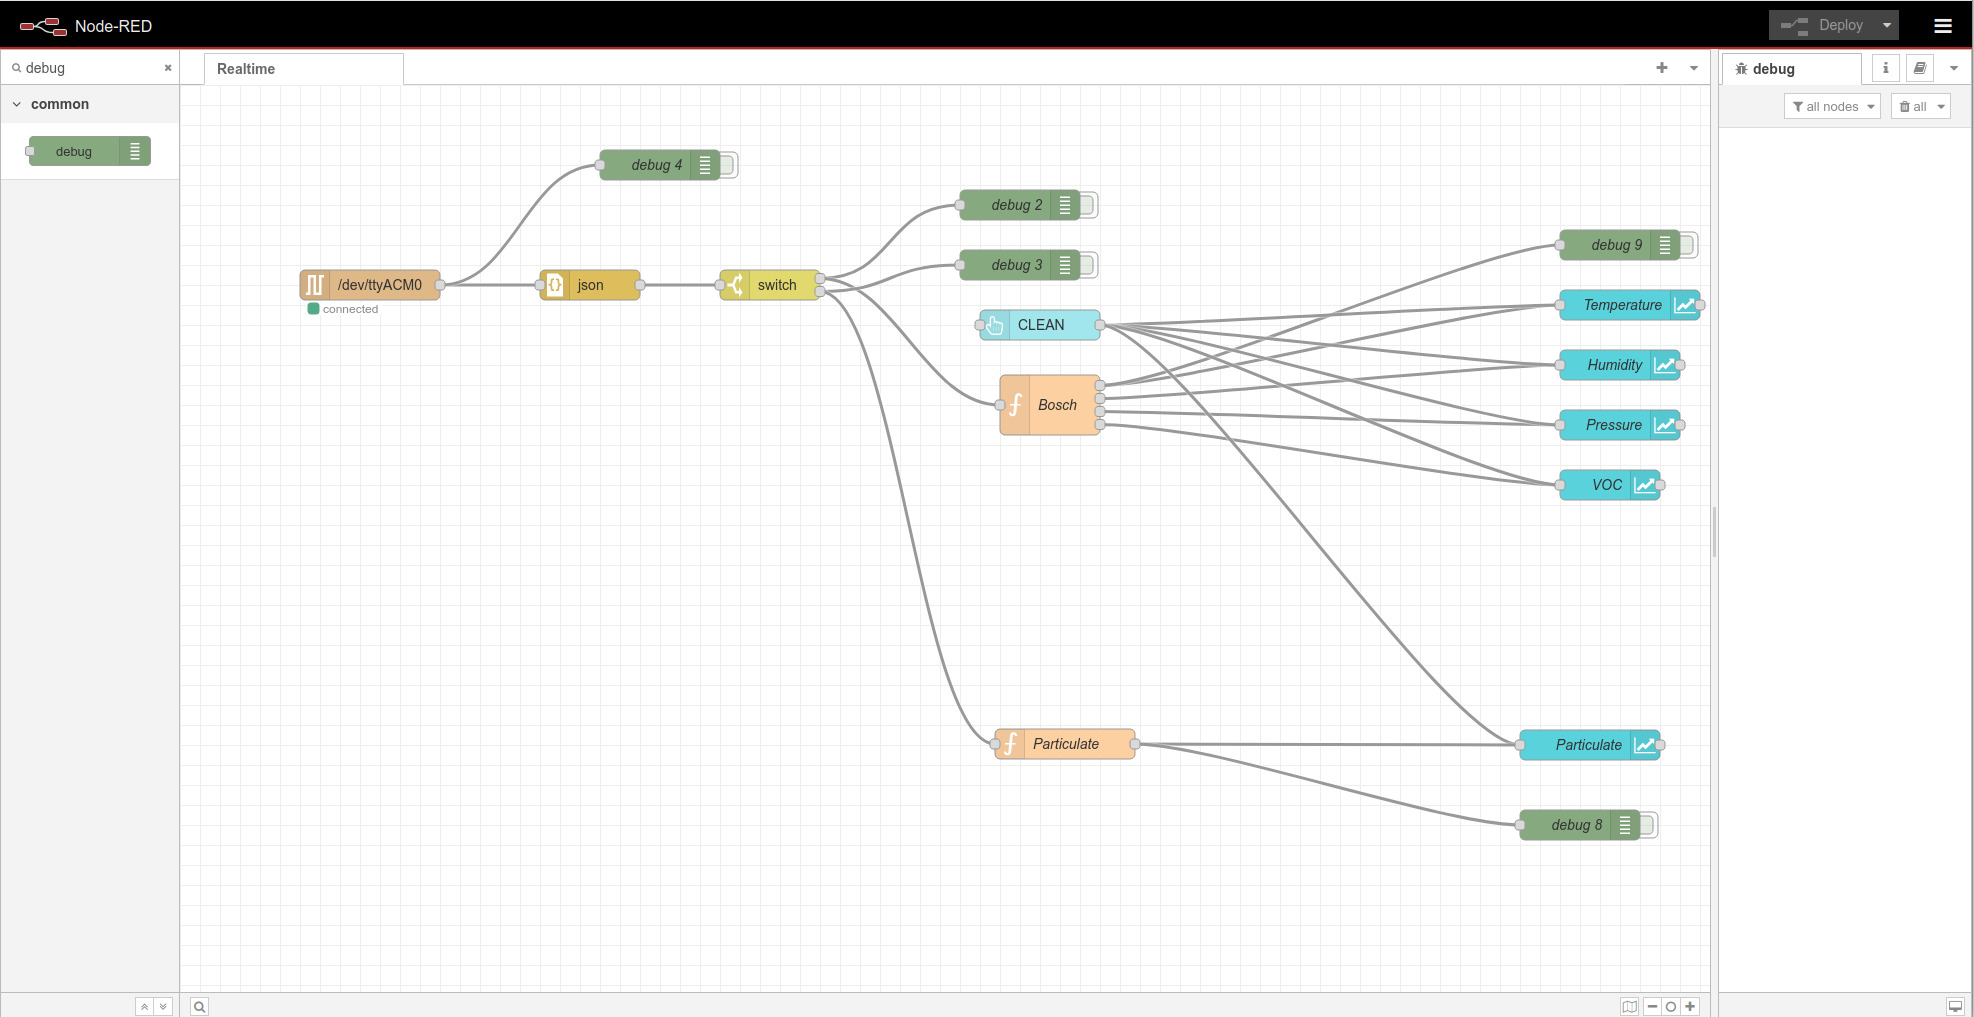 Node-RED
Deploy
debug
Realtime
debug
common
all nodes
all
debug
debug 4
debug 2
debug 9
debug 3
/dev/ttyACM0
json
switch
connected
Temperature
CLEAN
Humidity
Bosch
Pressure
VOC
Particulate
Particulate
debug 8